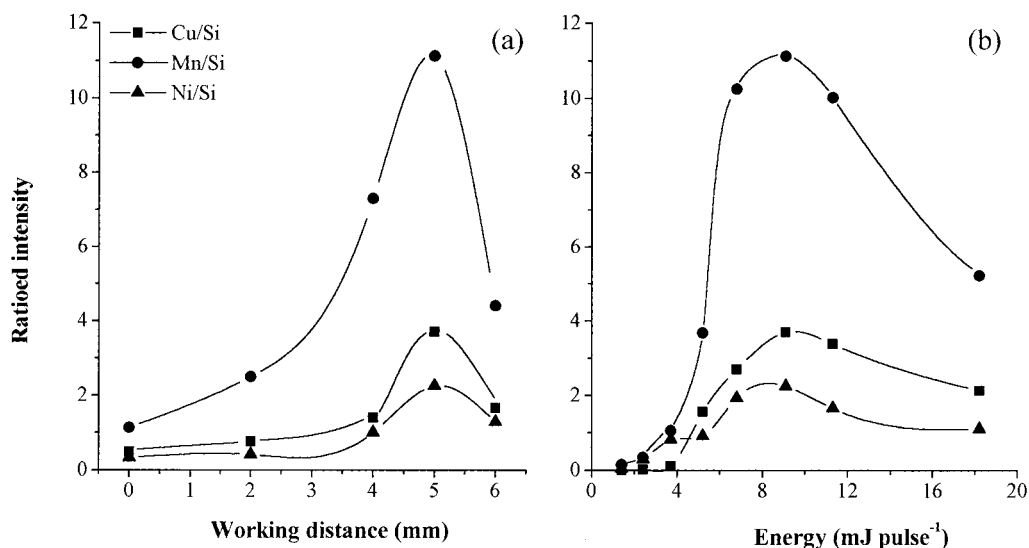 Cu/Si
Mn/Si
Ni/Si
(a)
(b)
12
10
8
6
4
2
0
Ratioed intensity
0 1 2 3 4 5 6
Working distance (mm)
12
10
8
6
4
2
0
0 4 8 12 16 20
Energy (mJ pulse⁻¹)